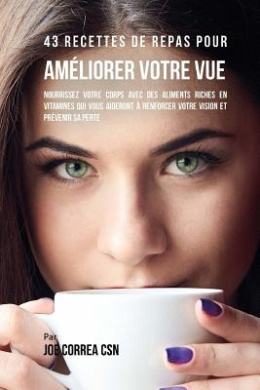 43 RECETTES DE REPAS POUR
AMÉLIORER VOTRE VUE
NOURRISSEZ VOTRE CORPS AVEC DES ALIMENTS RICHES EN
VITAMINES QUI VOUS AIDERONT À RENFORCER VOTRE VISION ET
PRÉVENIR SA PERTE
Par
JOE CORREA CSN